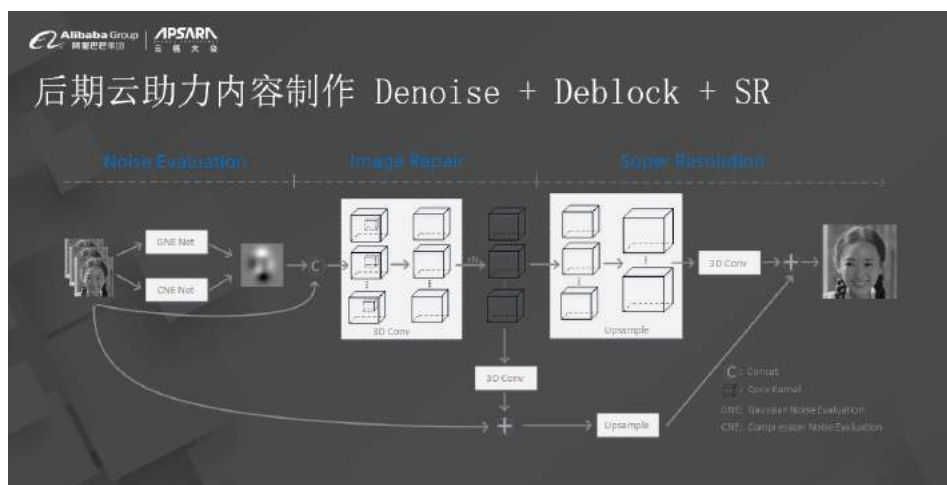 Alibaba Group
阿里巴巴集团
APSARA
云栖大会
后期云助力内容制作 Denoise + Deblock + SR
Noise Evaluation
Image Repair
Super Resolution
GNE Net
CNE Net
C
xN
3D Conv
Upsample
3D Conv
+
3D Conv
+
Upsample
C: Concat
: Conv Kernel
GNE: Gaussian Noise Evaluation
CNE: Compression Noise Evaluation